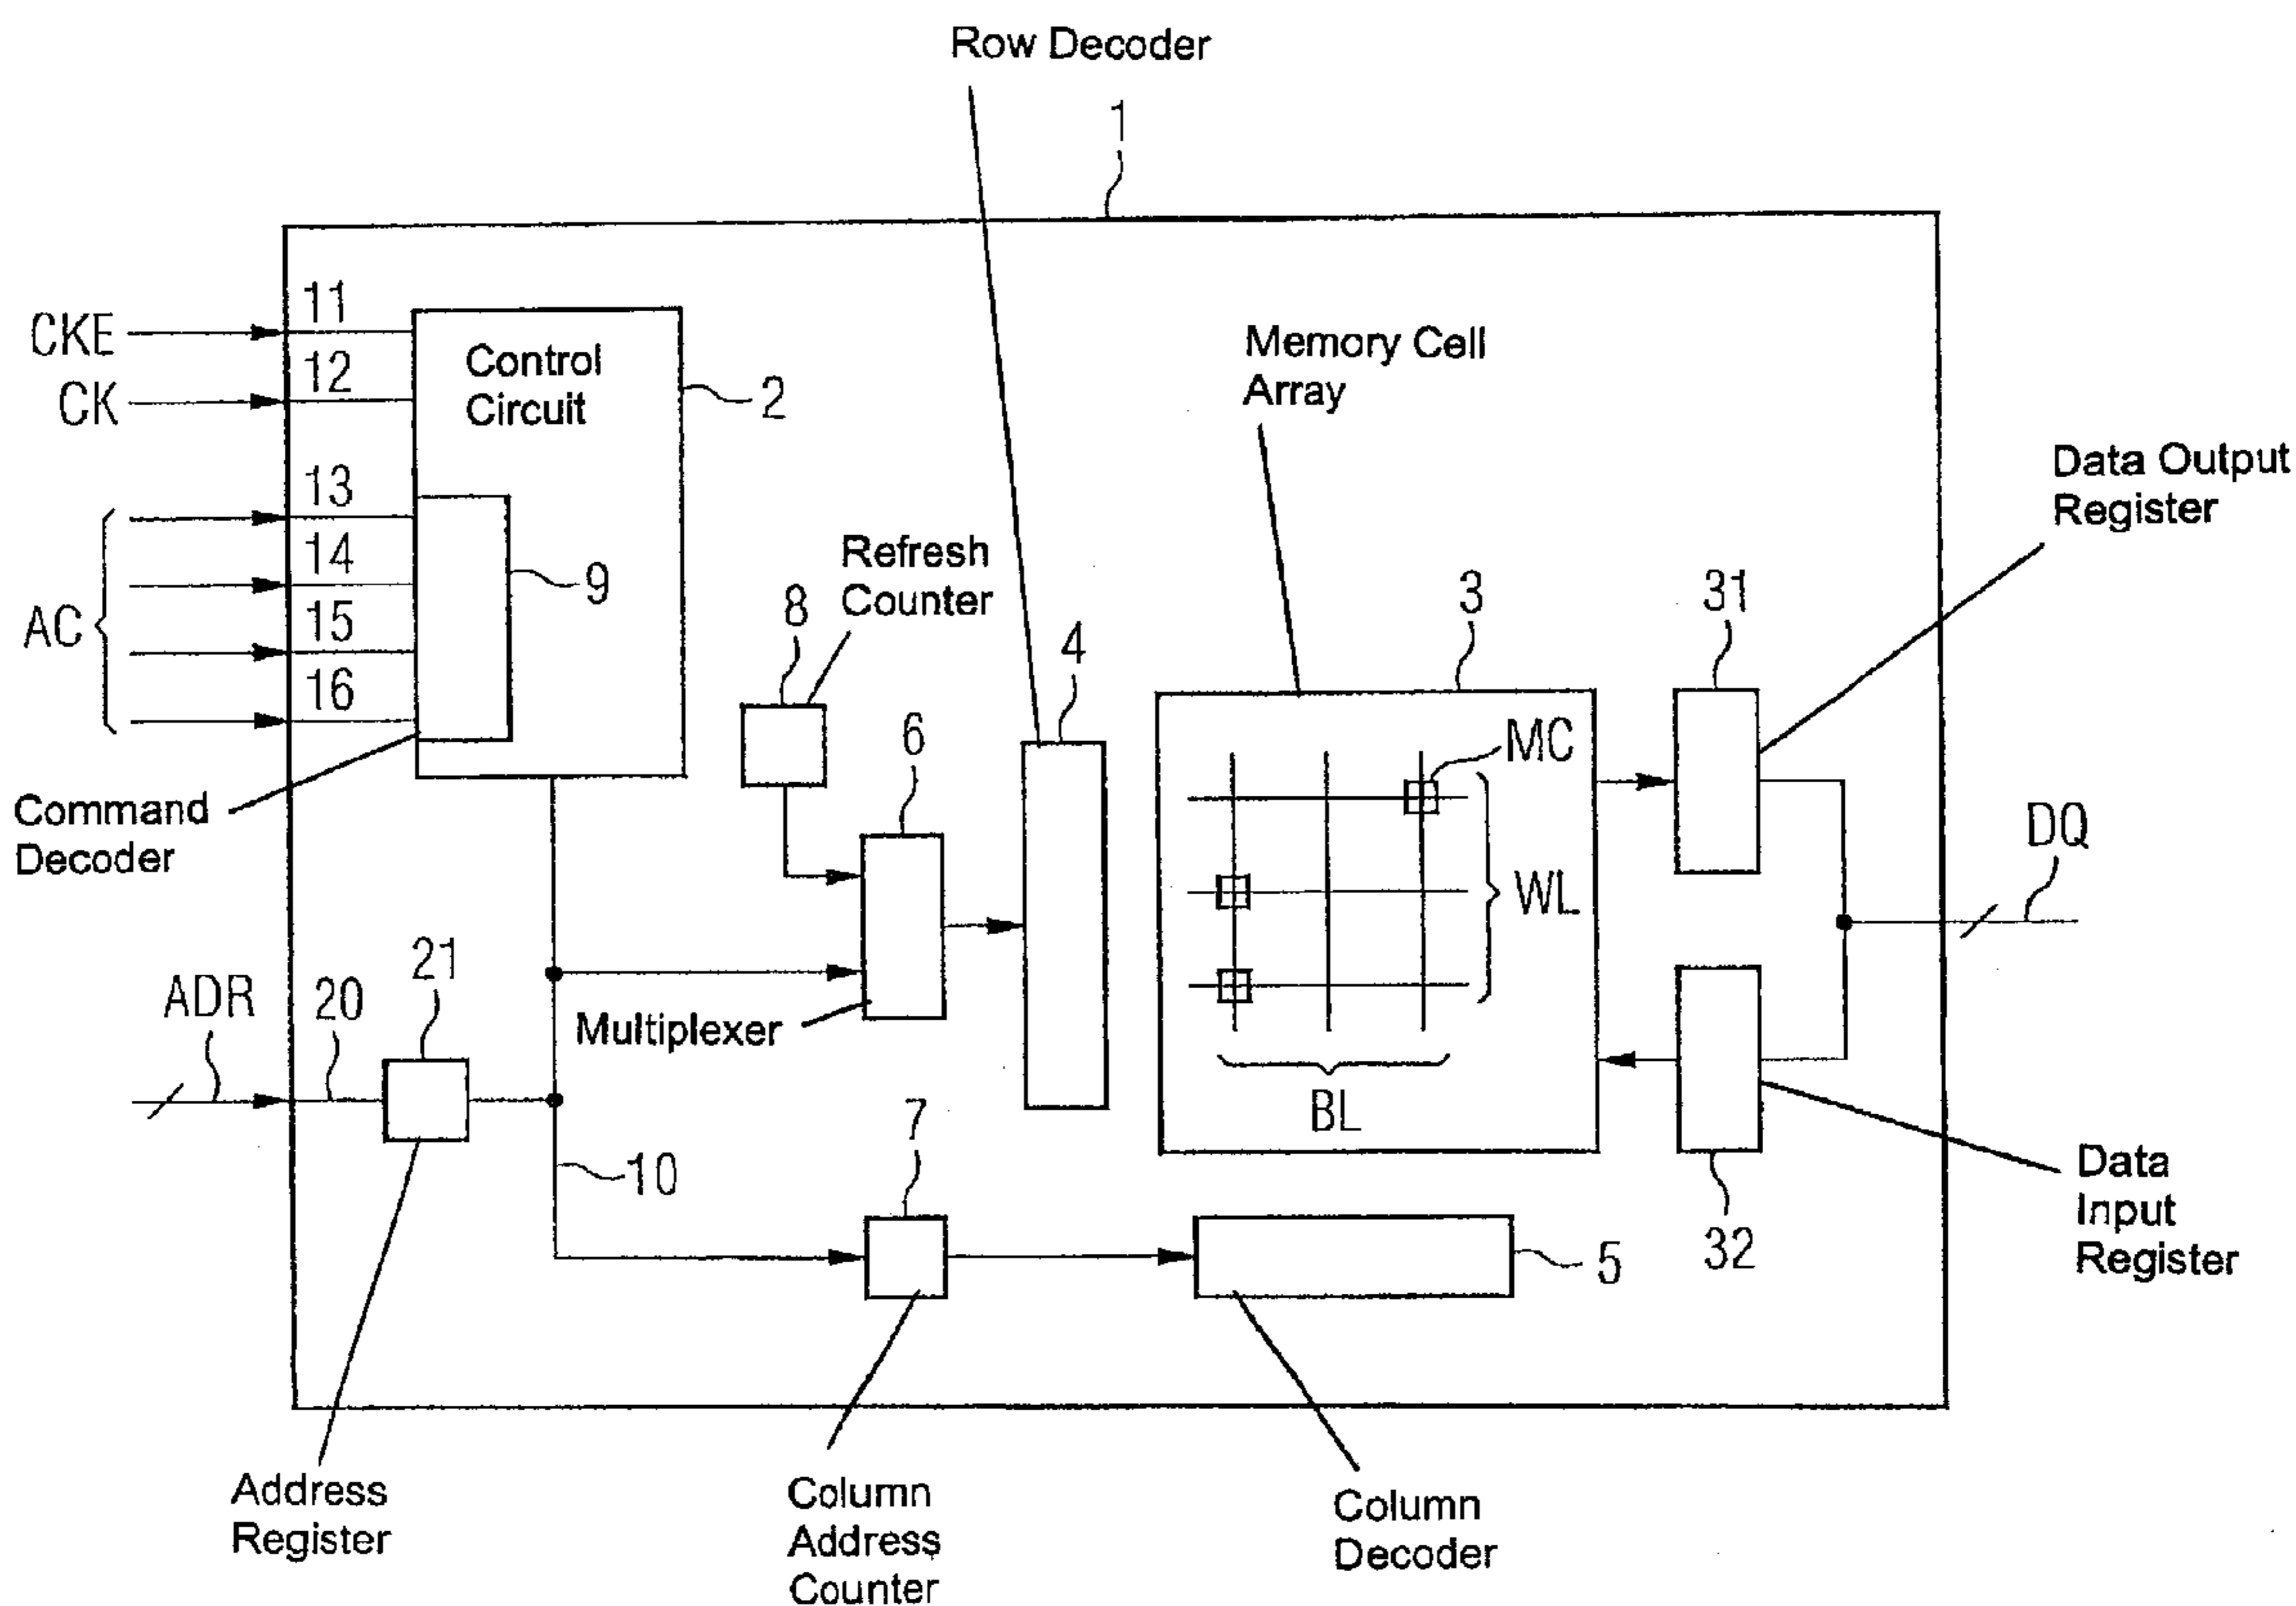 Row Decoder
1
CKE
11
CK
12
Control
Circuit
2
Memory Cell
Array
Data Output
Register
AC
13
14
15
16
9
Refresh
Counter
8
4
3
31
6
MC
Command
Decoder
WL
DQ
ADR
20
21
Multiplexer
BL
10
7
5
32
Data
Input
Register
Address
Register
Column
Address
Counter
Column
Decoder